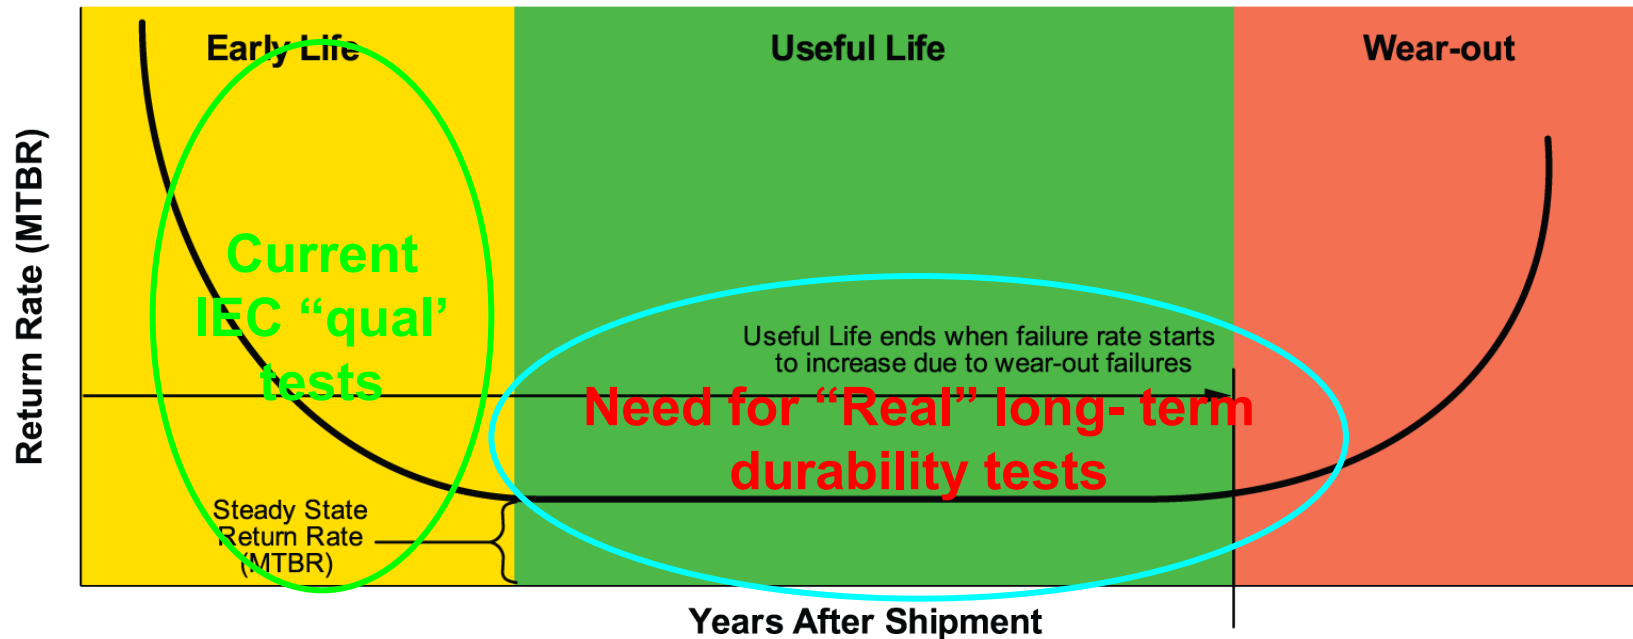 Early Life
Useful Life
Wear-out
Return Rate (MTBR)
Current
IEC “qual’
tests
Useful Life ends when failure rate starts
to increase due to wear-out failures
Need for “Real” long- term
durability tests
Steady State
Return Rate
(MTBR)
Years After Shipment